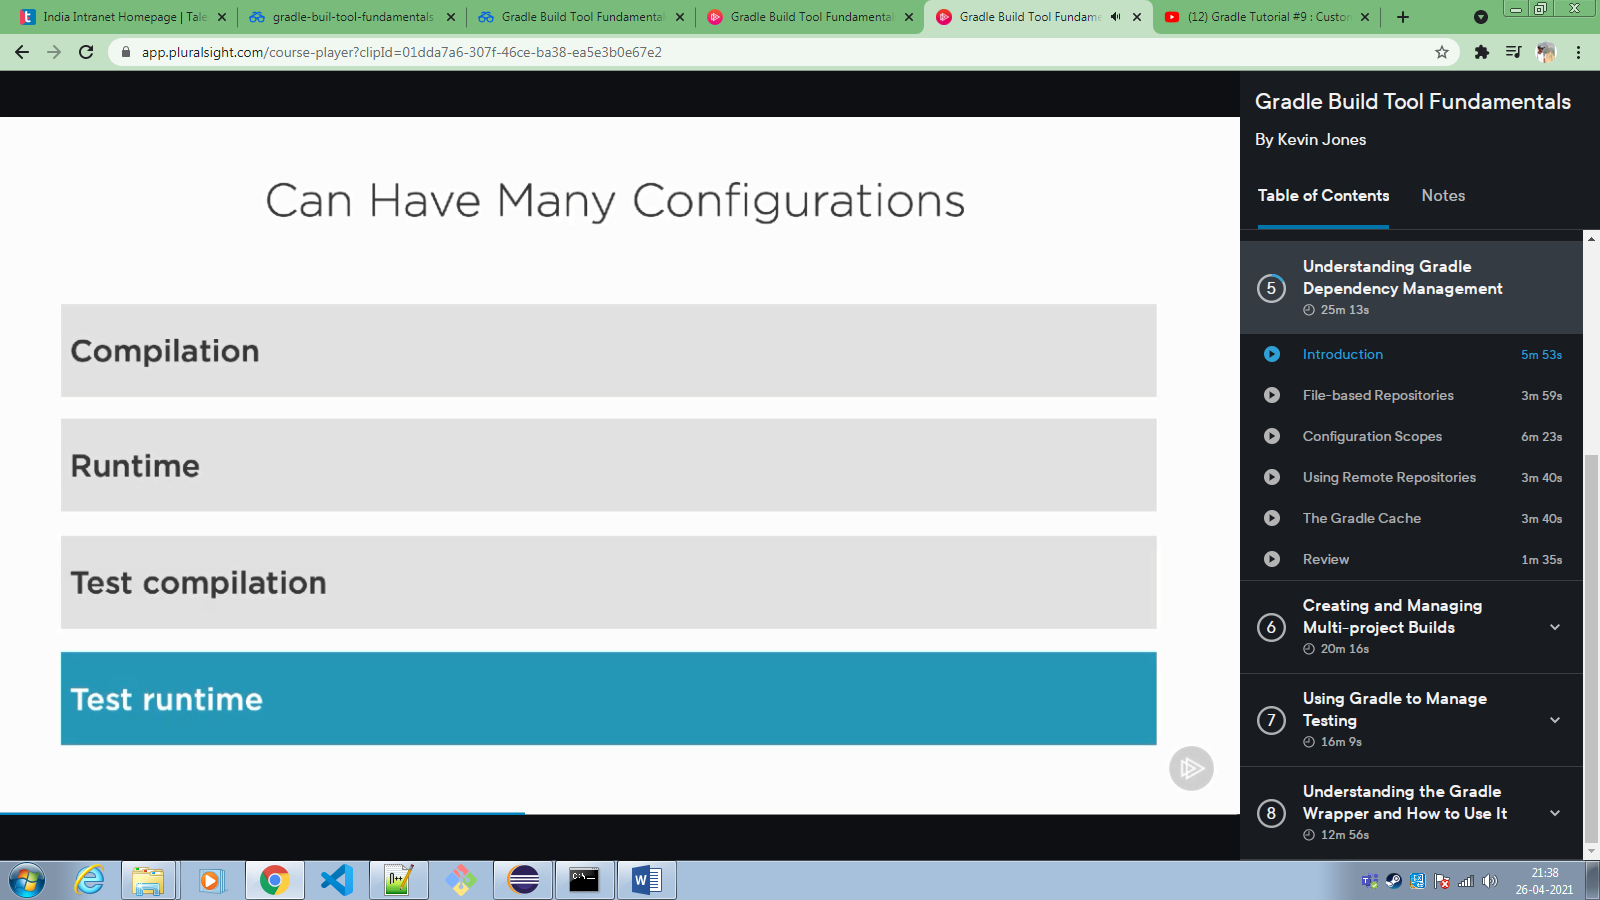 India Intranet Homepage | Tale
gradle-buil-tool-fundamentals
Gradle Build Tool Fundamental
Gradle Build Tool Fundamental
Gradle Build Tool Fundame
(12) Gradle Tutorial #9 : Custom
app.pluralsight.com/course-player?clipId=01dda7a6-307f-46ce-ba38-ea5e3b0e67e2
Can Have Many Configurations
Compilation
Runtime
Test compilation
Test runtime
Gradle Build Tool Fundamentals
By Kevin Jones
Table of Contents
Notes
5
Understanding Gradle
Dependency Management
25m 13s
Introduction
5m 53s
File-based Repositories
3m 59s
Configuration Scopes
6m 23s
Using Remote Repositories
3m 40s
The Gradle Cache
3m 40s
Review
1m 35s
6
Creating and Managing
Multi-project Builds
20m 16s
7
Using Gradle to Manage
Testing
16m 9s
8
Understanding the Gradle
Wrapper and How to Use It
12m 56s
21:38
26-04-2021